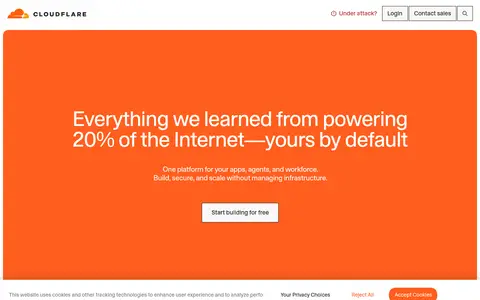 CLOUDFLARE
Under attack?
Login
Contact sales
Everything we learned from powering
20% of the Internet—yours by default
One platform for your apps, agents, and workforce.
Build, secure, and scale without managing infrastructure.
Start building for free
This website uses cookies and other tracking technologies to enhance user experience and to analyze perfo
Your Privacy Choices
Reject All
Accept Cookies